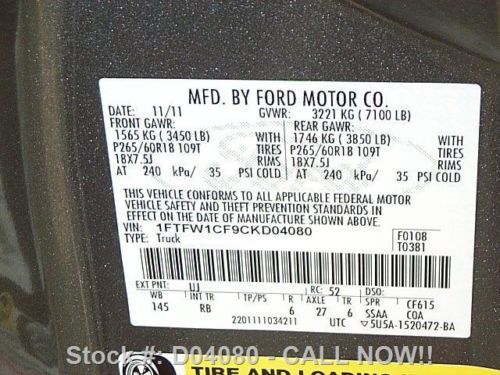 MFD. BY FORD MOTOR CO.
DATE: 11/11 GVWR: 3221 KG (7100 LB)
FRONT GAWR: REAR GAWR:
1565 KG (3450 LB) WITH 1746 KG (3850 LB) WITH
P265/60R18 109T TIRES P265/60R18 109T TIRES
18X7.5J RIMS 18X7.5J RIMS
AT 240 kPa/ 35 PSI COLD AT 240 kPa/ 35 PSI COLD
THIS VEHICLE CONFORMS TO ALL APPLICABLE FEDERAL MOTOR
VEHICLE SAFETY AND THEFT PREVENTION STANDARDS IN EFFECT
ON THE DATE OF MANUFACTURE SHOWN ABOVE.
VIN: 1FTFW1CF9CKD04080 F0108
TYPE: Truck T0381
EXT PNT: UJ RC: 52 DSO:
WB INT TR TP/PS R AXLE TR SPR CF615
145 RB 6 27 6 SSAA COA
2201111034211 UTC 5U5A-1520472-BA
Stock #: D04080 - CALL NOW!!
TIRE AND LOADING